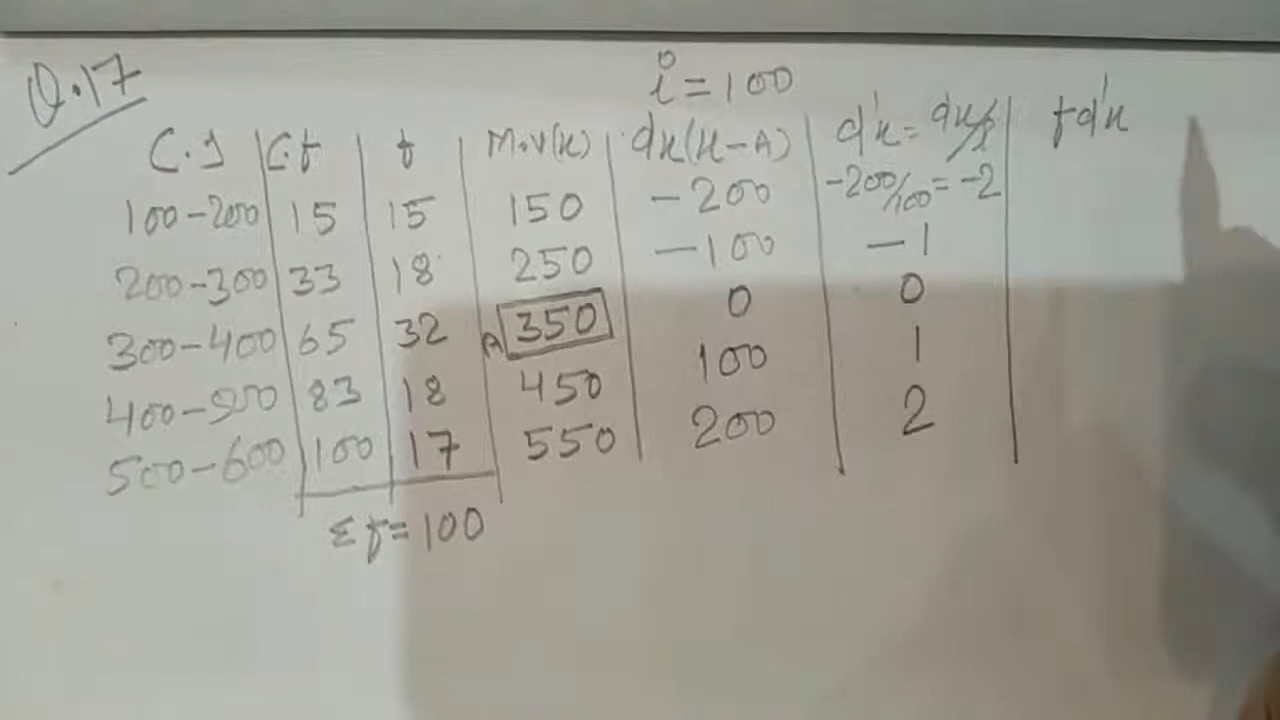 Q.17
i = 100
C.I C.f f M.V(x) dx(x-A) d'x = dx/i fd'x
100-200 15 15 150 -200 -200/100 = -2
200-300 33 18 250 -100 -1
300-400 65 32 A 350 0 0
400-500 83 18 450 100 1
500-600 100 17 550 200 2
Σf = 100